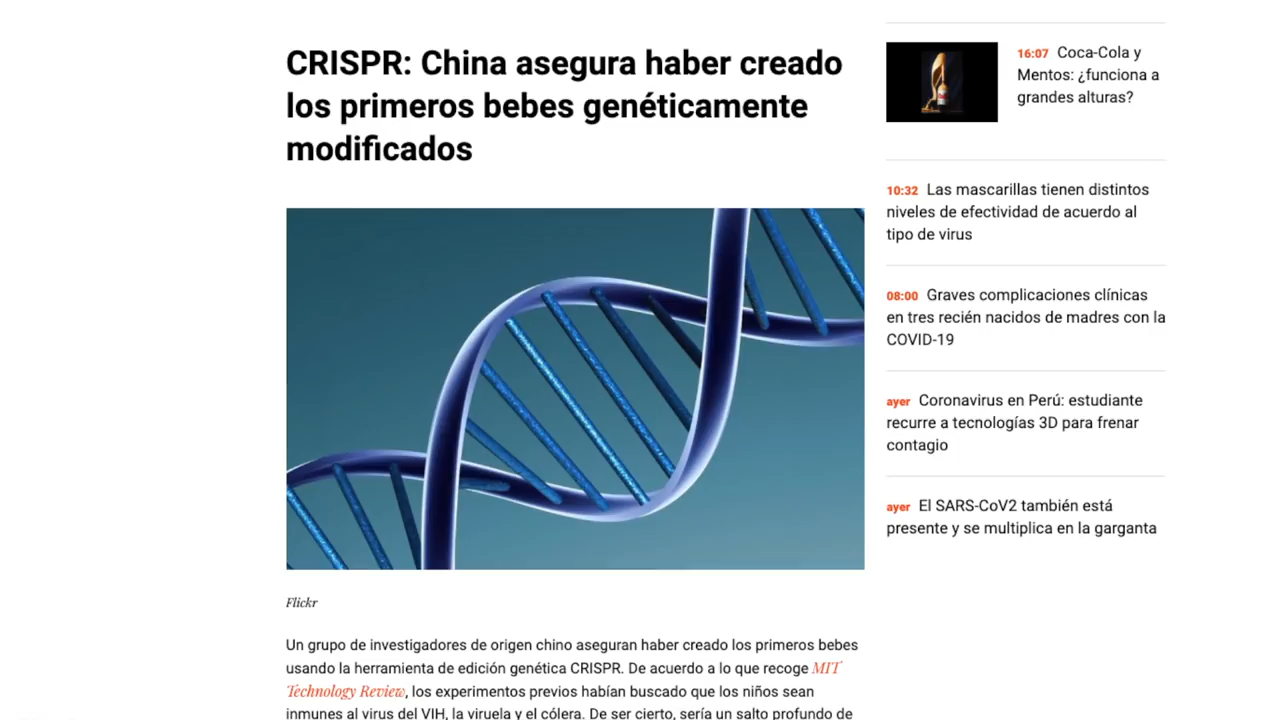 CRISPR: China asegura haber creado
los primeros bebes genéticamente
modificados
Flickr
Un grupo de investigadores de origen chino aseguran haber creado los primeros bebes
usando la herramienta de edición genética CRISPR. De acuerdo a lo que recoge MIT
Technology Review, los experimentos previos habían buscado que los niños sean
inmunes al virus del VIH, la viruela y el cólera. De ser cierto, sería un salto profundo de
16:07 Coca-Cola y
Mentos: ¿funciona a
grandes alturas?
10:32 Las mascarillas tienen distintos
niveles de efectividad de acuerdo al
tipo de virus
08:00 Graves complicaciones clínicas
en tres recién nacidos de madres con la
COVID-19
ayer Coronavirus en Perú: estudiante
recurre a tecnologías 3D para frenar
contagio
ayer El SARS-CoV2 también está
presente y se multiplica en la garganta